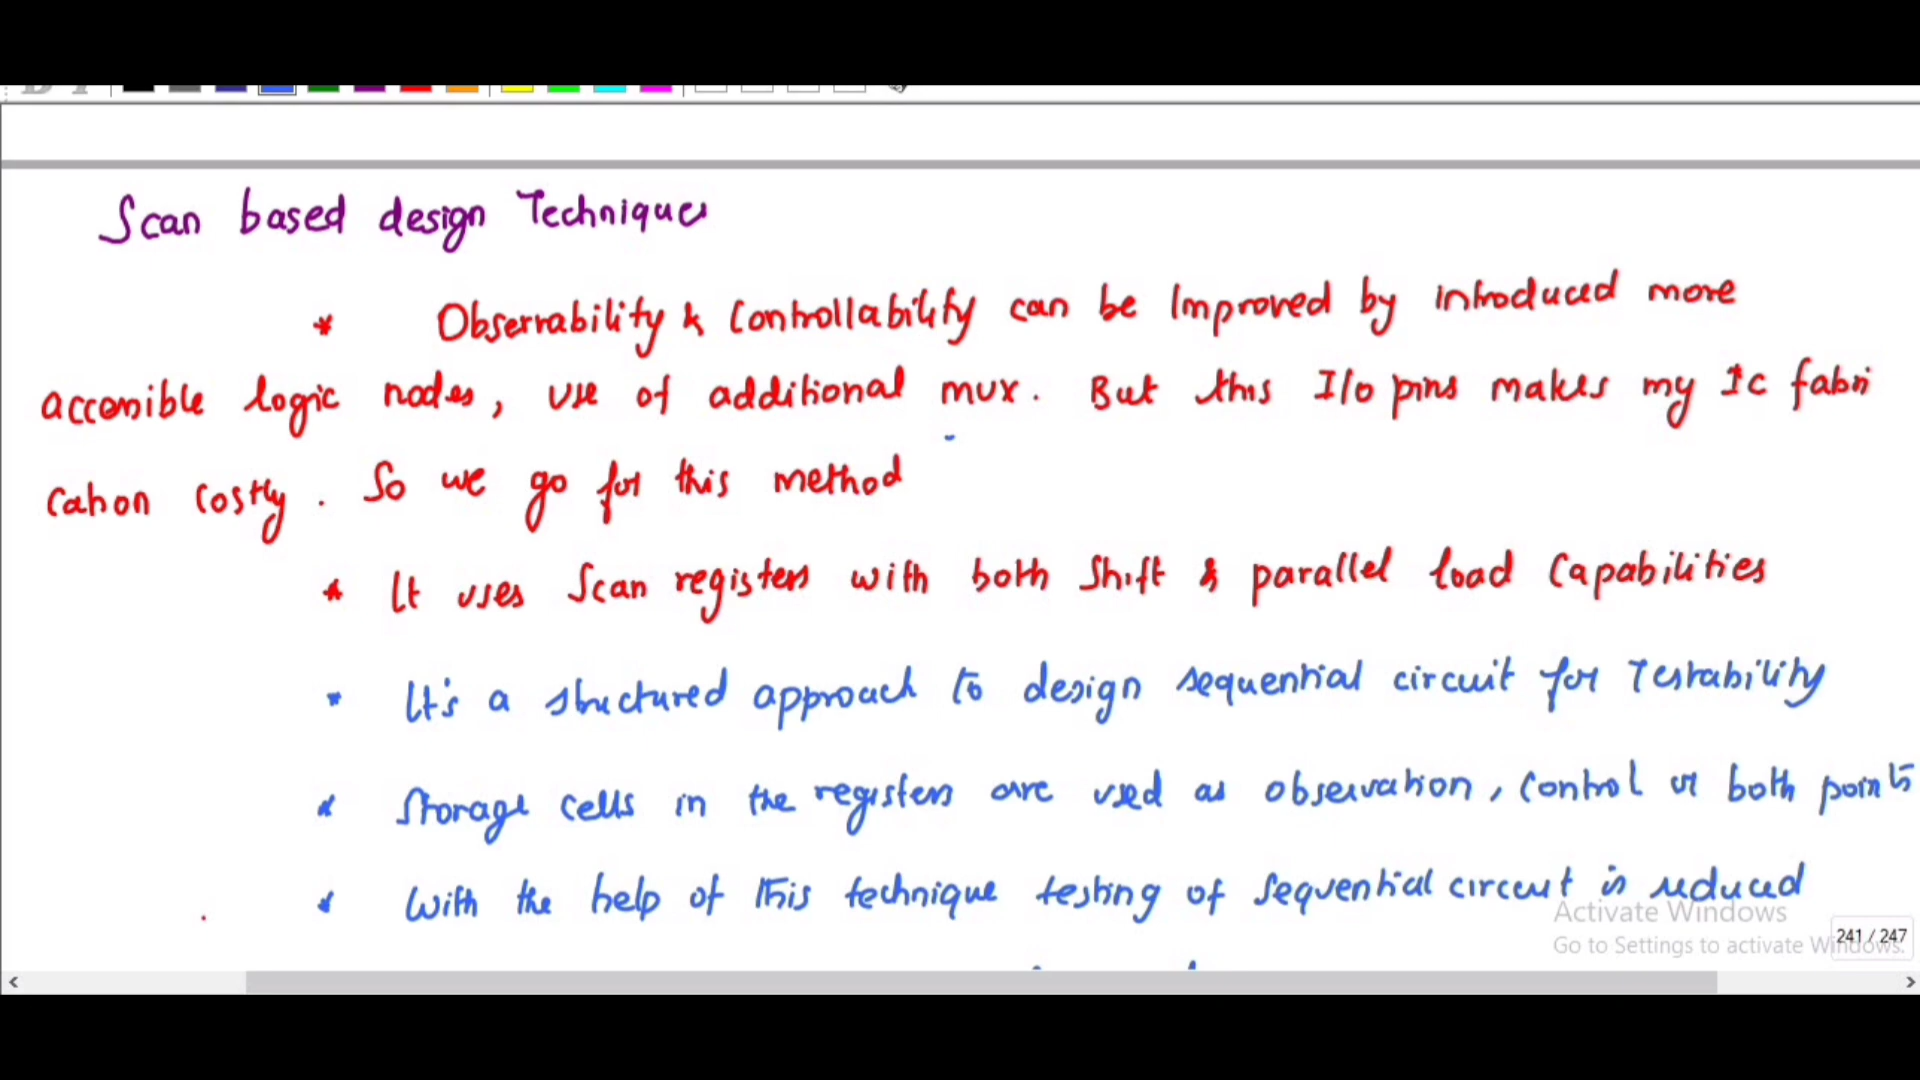 Scan based design Techniques
* Observability & Controllability can be Improved by introduced more
accessible logic nodes, use of additional mux. But this I/o pins makes my Ic fabri
cation costly. So we go for this method
* It uses Scan registers with both Shift & parallel load Capabilities
* It's a structured approach to design sequential circuit for Testability
* Storage cells in the registers are used as observation, control or both points
* With the help of this technique testing of Sequential circuit is reduced
Activate Windows
Go to Settings to activate Windows.
241 / 247